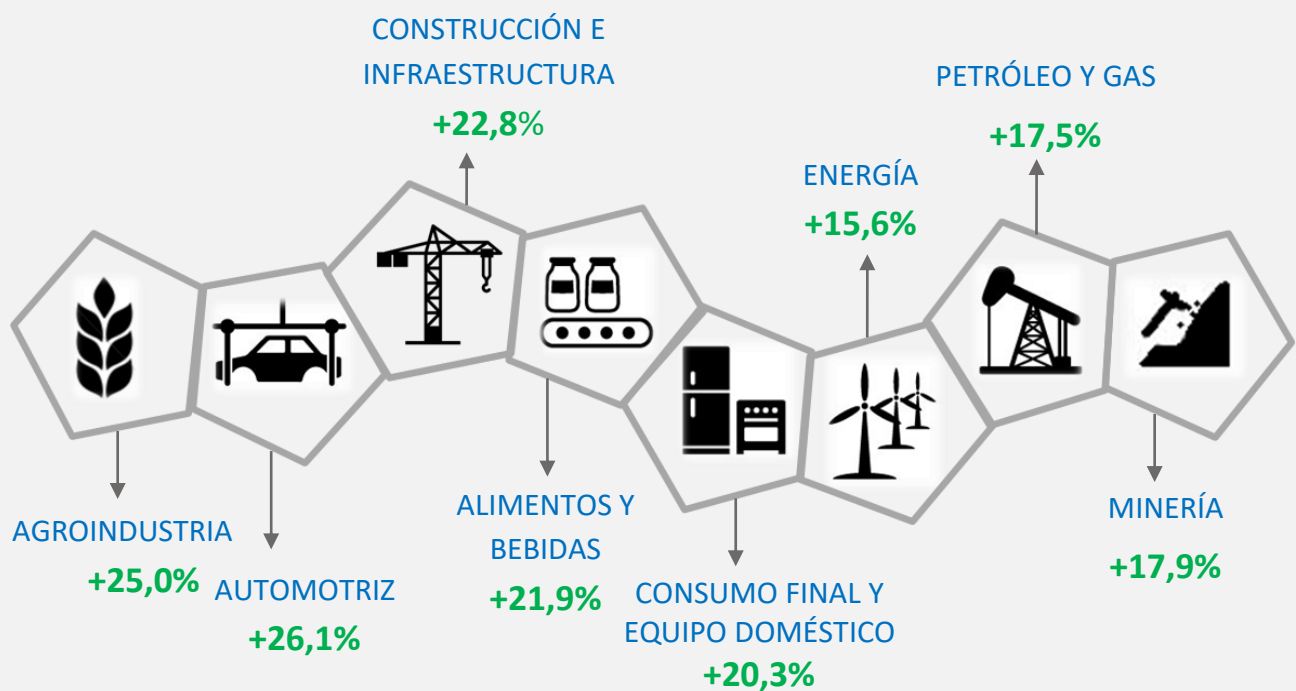 CONSTRUCCIÓN E
INFRAESTRUCTURA
+22,8%
PETRÓLEO Y GAS
+17,5%
ENERGÍA
+15,6%
AGROINDUSTRIA
+25,0%
AUTOMOTRIZ
+26,1%
ALIMENTOS Y
BEBIDAS
+21,9%
CONSUMO FINAL Y
EQUIPO DOMÉSTICO
+20,3%
MINERÍA
+17,9%